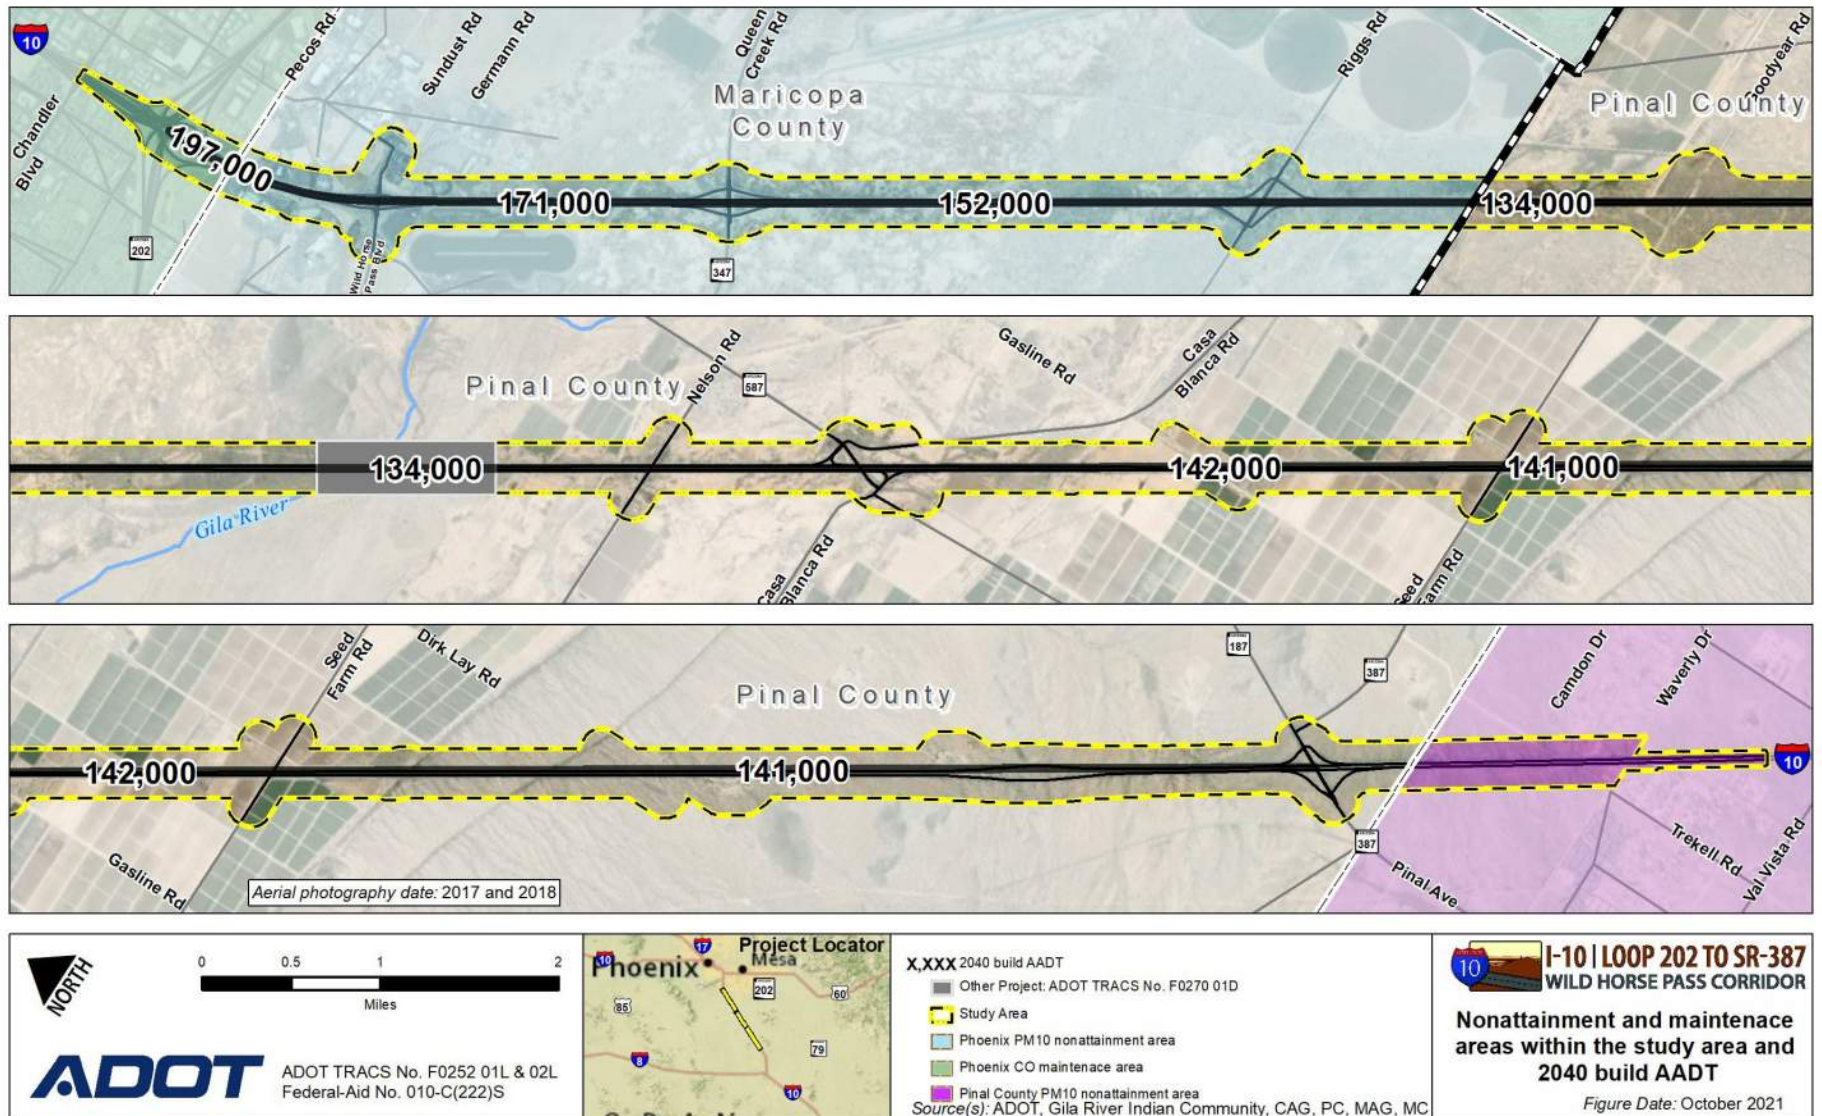 10
Chandler
Blvd
Pecos Rd
Sundust Rd
Germann Rd
Queen
Creek Rd
Riggs Rd
Goodyear Rd
Maricopa
County
Pinal County
197,000
171,000
152,000
134,000
202
Wild Horse
Pass Blvd
347
Pinal County
Nelson Rd
587
Gasline Rd
Casa
Blanca Rd
134,000
142,000
141,000
Gila River
Casa
Blanca Rd
Seed
Farm Rd
Seed
Farm Rd
Dirk Lay Rd
Pinal County
187
387
Camdon Dr
Waverly Dr
142,000
141,000
10
387
Gasline Rd
Aerial photography date: 2017 and 2018
Pinal Ave
Trekell Rd
Val Vista Rd
NORTH
0 0.5 1 2
Miles
ADOT
ADOT TRACS No. F0252 01L & 02L
Federal-Aid No. 010-C(222)S
Project Locator
17
10
Phoenix
Mesa
202
60
85
79
8
10
X,XXX 2040 build AADT
Other Project: ADOT TRACS No. F0270 01D
Study Area
Phoenix PM10 nonattainment area
Phoenix CO maintenace area
Pinal County PM10 nonattainment area
Source(s): ADOT, Gila River Indian Community, CAG, PC, MAG, MC
10
I-10 | LOOP 202 TO SR-387
WILD HORSE PASS CORRIDOR
Nonattainment and maintenace
areas within the study area and
2040 build AADT
Figure Date: October 2021